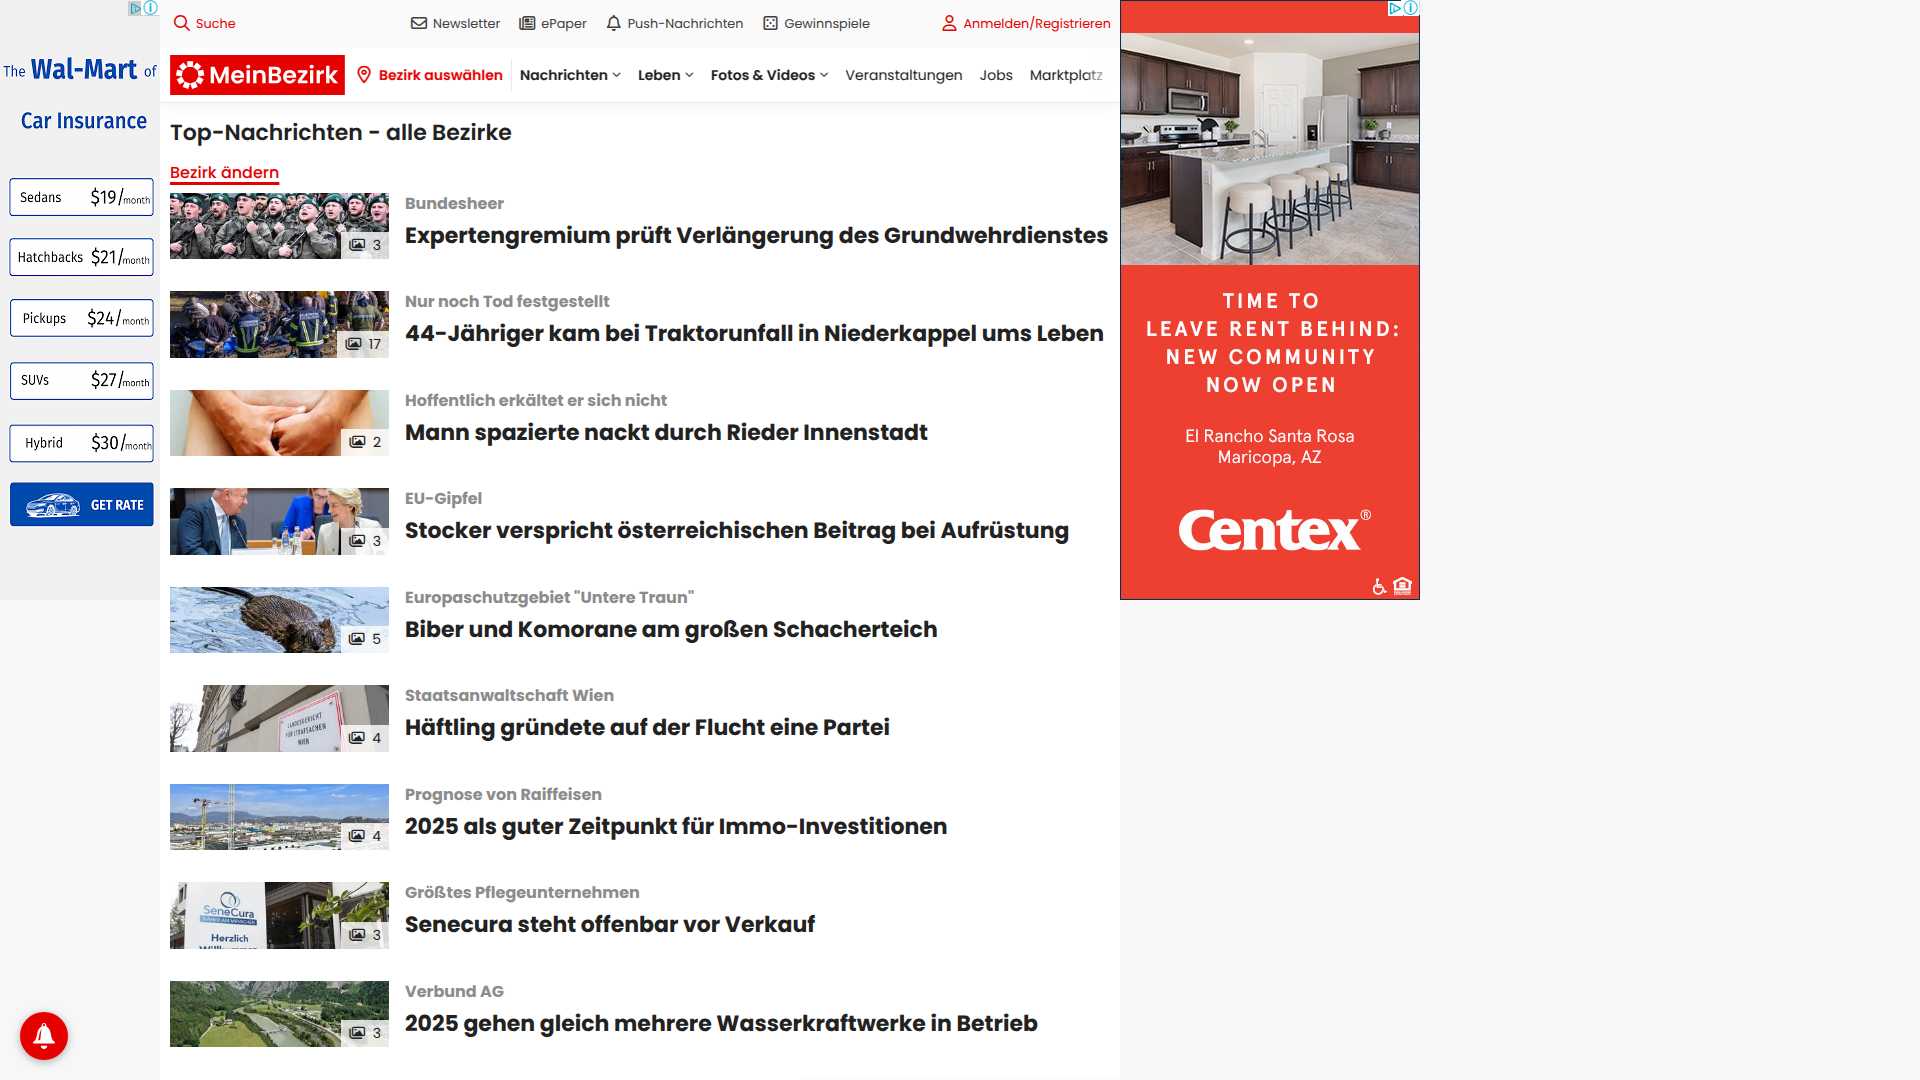 The Wal-Mart of
Car Insurance
Sedans $19/month
Hatchbacks $21/month
Pickups $24/month
SUVs $27/month
Hybrid $30/month
GET RATE
Suche
Newsletter
ePaper
Push-Nachrichten
Gewinnspiele
Anmelden/Registrieren
MeinBezirk
Bezirk auswählen
Nachrichten
Leben
Fotos & Videos
Veranstaltungen
Jobs
Marktplatz
Top-Nachrichten - alle Bezirke
Bezirk ändern
3
Bundesheer
Expertengremium prüft Verlängerung des Grundwehrdienstes
17
Nur noch Tod festgestellt
44-Jähriger kam bei Traktorunfall in Niederkappel ums Leben
2
Hoffentlich erkältet er sich nicht
Mann spazierte nackt durch Rieder Innenstadt
3
EU-Gipfel
Stocker verspricht österreichischen Beitrag bei Aufrüstung
5
Europaschutzgebiet "Untere Traun"
Biber und Komorane am großen Schacherteich
LANDESGERICHT
FÜR STRAFSACHEN
WIEN
4
Staatsanwaltschaft Wien
Häftling gründete auf der Flucht eine Partei
4
Prognose von Raiffeisen
2025 als guter Zeitpunkt für Immo-Investitionen
SeneCura
Herzlich
3
Größtes Pflegeunternehmen
Senecura steht offenbar vor Verkauf
3
Verbund AG
2025 gehen gleich mehrere Wasserkraftwerke in Betrieb
TIME TO
LEAVE RENT BEHIND:
NEW COMMUNITY
NOW OPEN
El Rancho Santa Rosa
Maricopa, AZ
Centex®